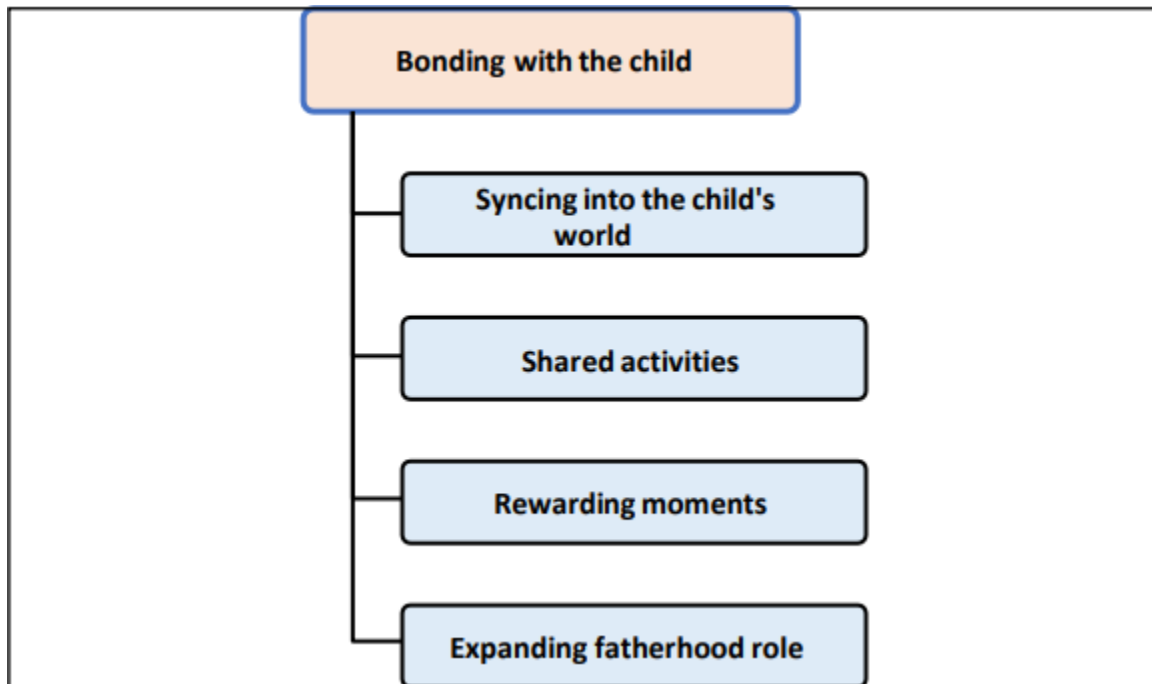 Bonding with the child
Syncing into the child's
world
Shared activities
Rewarding moments
Expanding fatherhood role